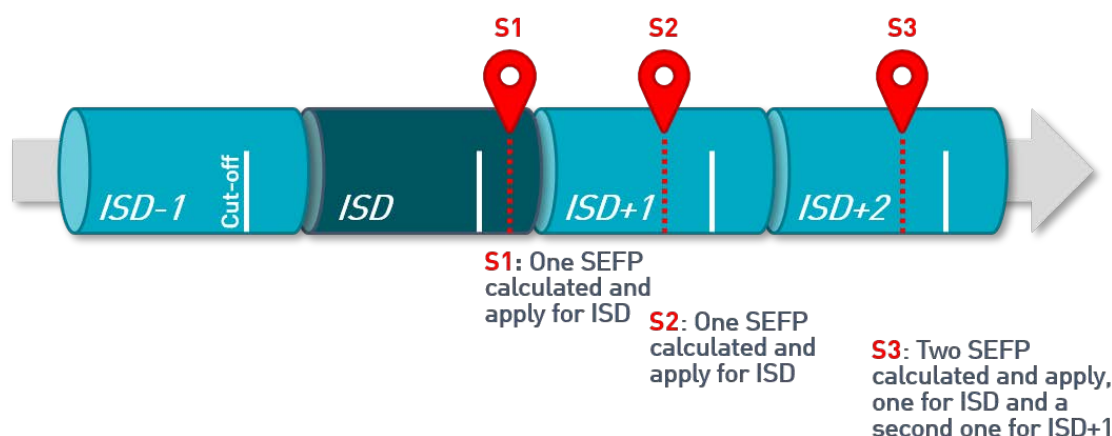 S1
S2
S3
ISD-1
Cut-off
ISD
ISD+1
ISD+2
S1: One SEFP
calculated and
apply for ISD
S2: One SEFP
calculated and
apply for ISD
S3: Two SEFP
calculated and apply,
one for ISD and a
second one for ISD+1